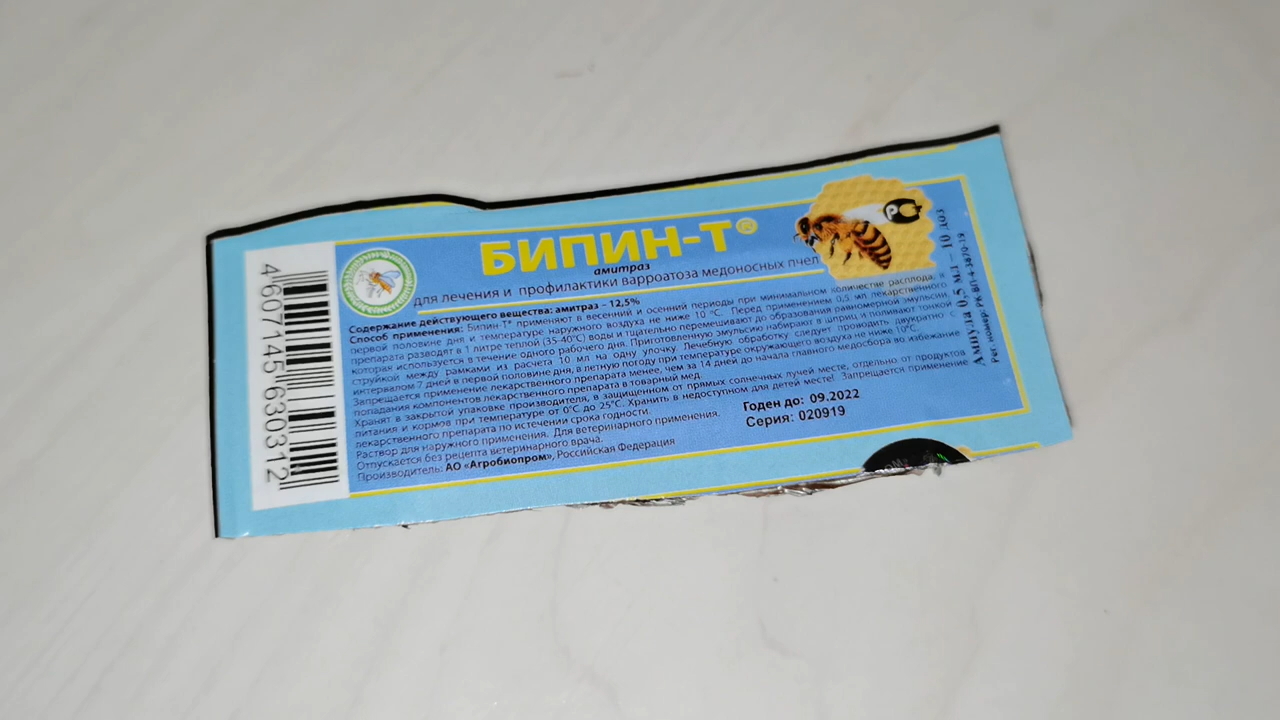 БИПИН-Т®
амитраз
для лечения и профилактики варроатоза медоносных пчел
Содержание действующего вещества: амитраз – 12,5%
Способ применения: Бипин-Т® применяют в весенний и осенний периоды при минимальном количестве расплода, в
первой половине дня и температуре наружного воздуха не ниже 10 °С. Перед применением 0,5 мл лекарственного
препарата разводят в 1 литре теплой (35-40°С) воды и тщательно перемешивают до образования равномерной эмульсии,
которая используется в течение одного рабочего дня. Приготовленную эмульсию набирают в шприц и поливают тонкой
струйкой между рамками из расчета 10 мл на одну улочку. Лечебную обработку следует проводить двукратно с
интервалом 7 дней в первой половине дня, в летную погоду при температуре окружающего воздуха не ниже 10°С.
Запрещается применение лекарственного препарата менее, чем за 14 дней до начала главного медосбора во избежание
попадания компонентов лекарственного препарата в товарный мед.
Хранят в закрытой упаковке производителя, в защищенном от прямых солнечных лучей месте, отдельно от продуктов
питания и кормов при температуре от 0°С до 25°С. Хранить в недоступном для детей месте! Запрещается применение
лекарственного препарата по истечении срока годности.
Раствор для наружного применения. Для ветеринарного применения.
Отпускается без рецепта ветеринарного врача.
Производитель: АО «Агробиопром», Российская Федерация
Годен до: 09.2022
Серия: 020919
Ампула 0,5 мл – 10 доз
Рег. номер: РК-ВП-4-3870-19
4607145630312